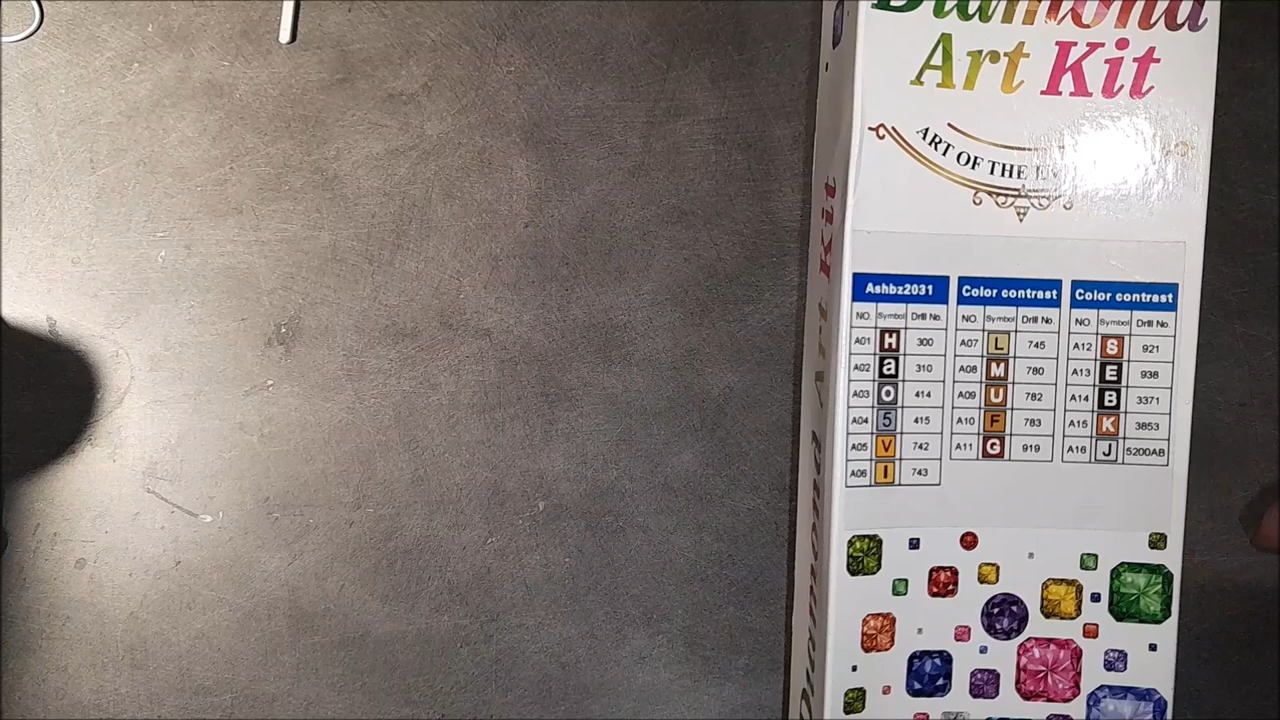 Diamond
Art Kit
ART OF THE
Ashbz2031
NO. Symbol Drill No.
A01 H 300
A02 a 310
A03 o 414
A04 5 415
A05 V 742
A06 I 743
Color contrast
NO. Symbol Drill No.
A07 L 745
A08 M 780
A09 U 782
A10 F 783
A11 G 919
Color contrast
NO. Symbol Drill No.
A12 S 921
A13 E 938
A14 B 3371
A15 K 3853
A16 J 5200AB
Diamond Art Kit